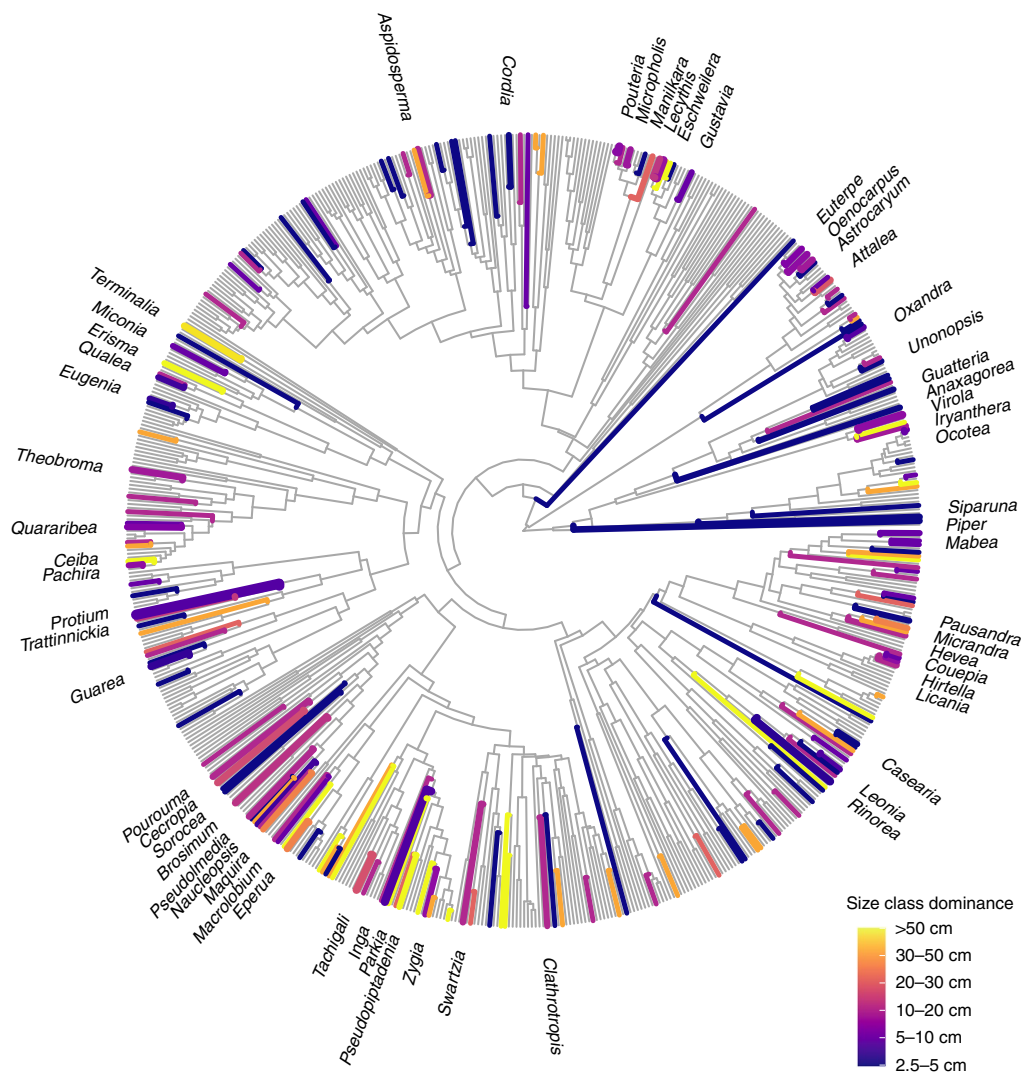 Aspidosperma
Cordia
Pouteria
Micropholis
Manilkara
Lecythis
Eschweilera
Gustavia
Euterpe
Oenocarpus
Astrocaryum
Attalea
Oxandra
Unonopsis
Guatteria
Anaxagorea
Virola
Iryanthera
Ocotea
Siparuna
Piper
Mabea
Pausandra
Micrandra
Hevea
Couepia
Hirtella
Licania
Casearia
Leonia
Rinorea
Clathrotropis
Swartzia
Zygia
Pseudopiptadenia
Parkia
Inga
Tachigali
Eperua
Macrolobium
Maquira
Naucleopsis
Pseudolmedia
Brosimum
Sorocea
Cecropia
Pourouma
Guarea
Trattinnickia
Protium
Pachira
Ceiba
Quararibea
Theobroma
Eugenia
Qualea
Erisma
Miconia
Terminalia
Size class dominance
>50 cm
30–50 cm
20–30 cm
10–20 cm
5–10 cm
2.5–5 cm